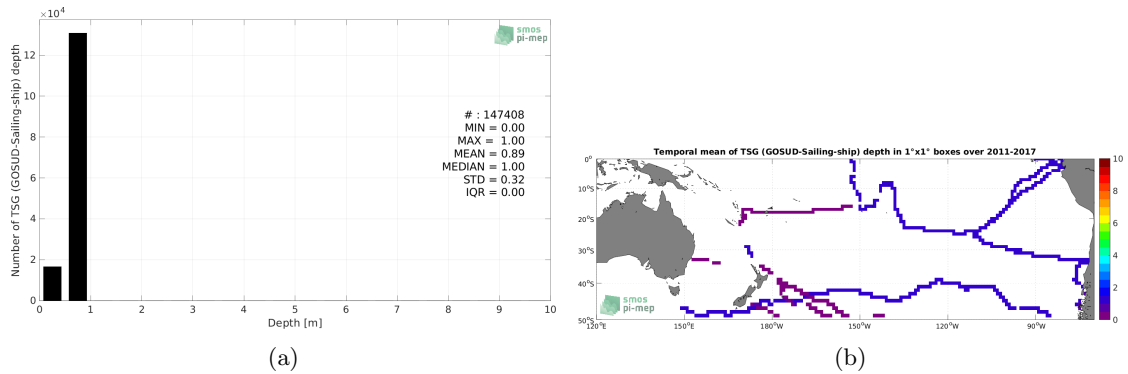 ×10⁴
smos
pi-mep
12
10
8
6
4
2
0
Number of TSG (GOSUD-Sailing-ship) depth
# : 147408
MIN = 0.00
MAX = 1.00
MEAN = 0.89
MEDIAN = 1.00
STD = 0.32
IQR = 0.00
0 1 2 3 4 5 6 7 8 9 10
Depth [m]
(a)
Temporal mean of TSG (GOSUD-Sailing-ship) depth in 1°x1° boxes over 2011-2017
0°
10°S
20°S
30°S
40°S
50°S
120°E 150°E 180°W 150°W 120°W 90°W
10
8
6
4
2
0
smos
pi-mep
(b)